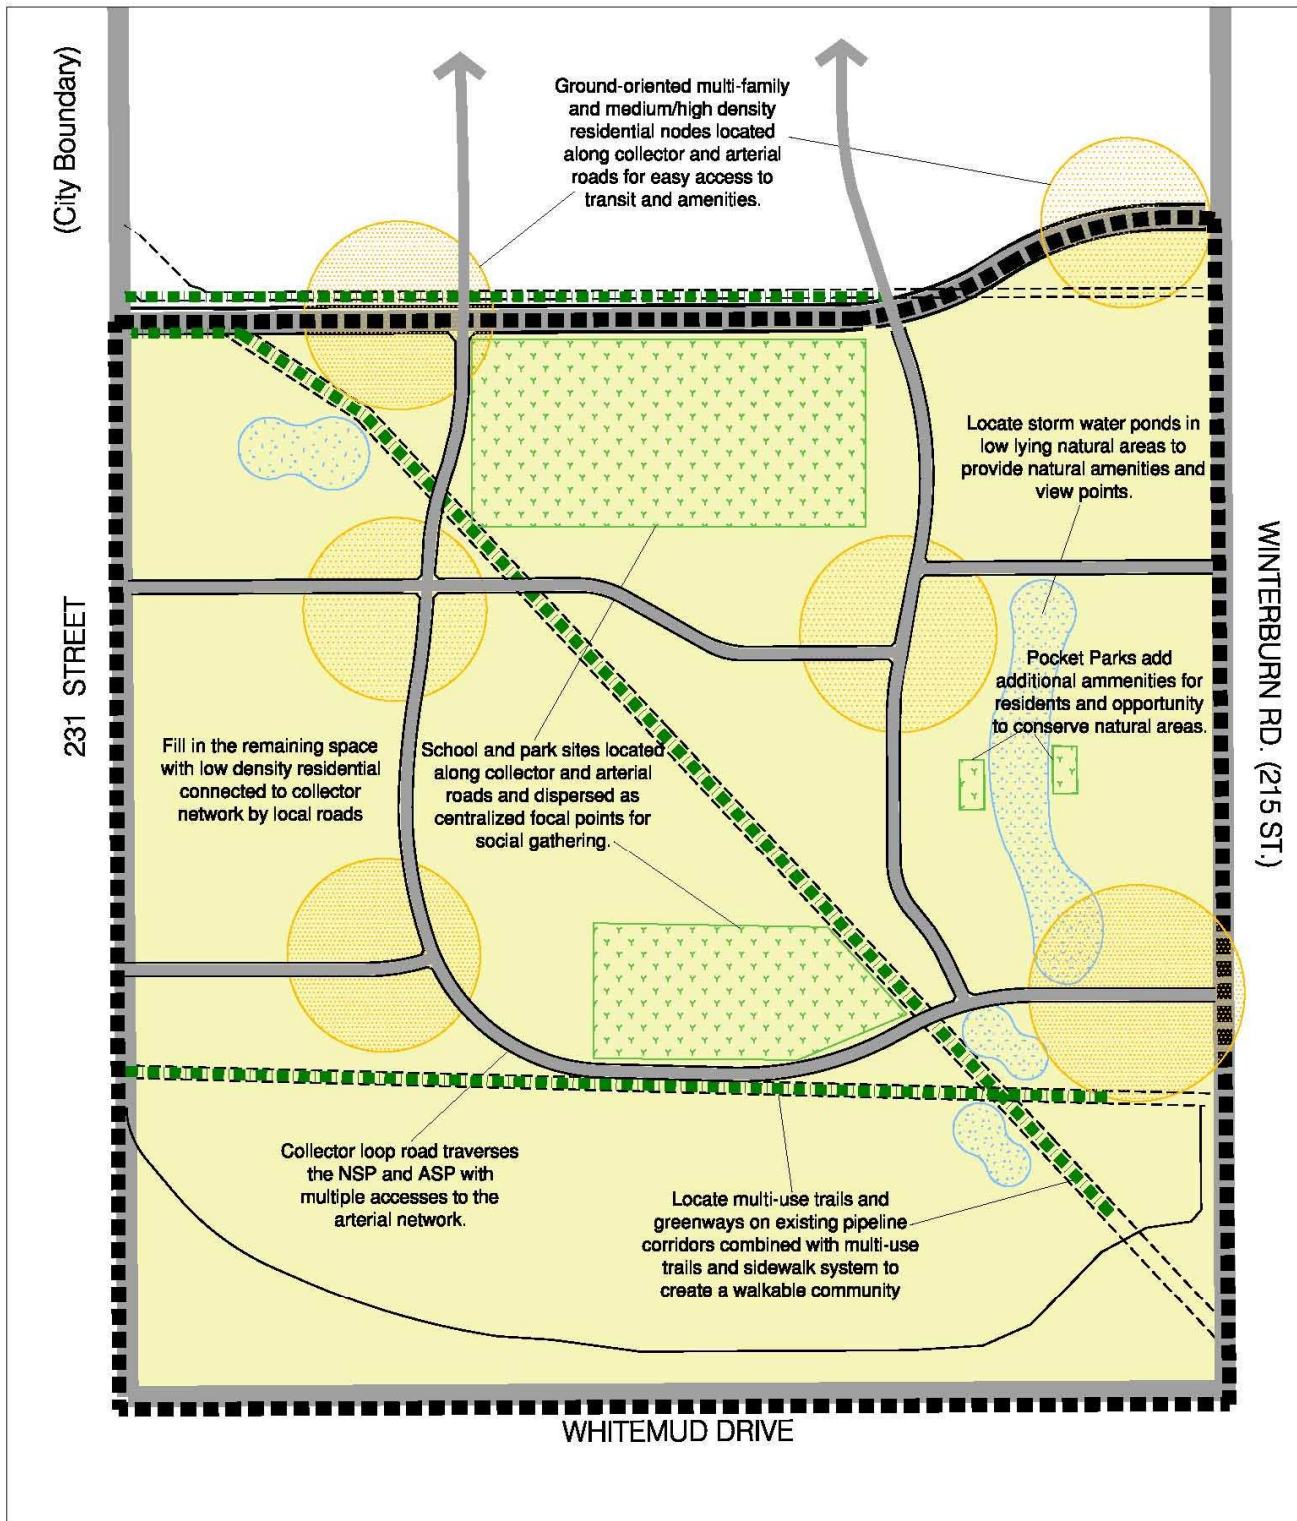 (City Boundary)
Ground-oriented multi-family
and medium/high density
residential nodes located
along collector and arterial
roads for easy access to
transit and amenities.
Locate storm water ponds in
low lying natural areas to
provide natural amenities and
view points.
WINTERBURN RD. (215 ST.)
231 STREET
Pocket Parks add
additional ammenities for
residents and opportunity
to conserve natural areas.
Fill in the remaining space
with low density residential
connected to collector
network by local roads
School and park sites located
along collector and arterial
roads and dispersed as
centralized focal points for
social gathering.
Collector loop road traverses
the NSP and ASP with
multiple accesses to the
arterial network.
Locate multi-use trails and
greenways on existing pipeline
corridors combined with multi-use
trails and sidewalk system to
create a walkable community
WHITEMUD DRIVE